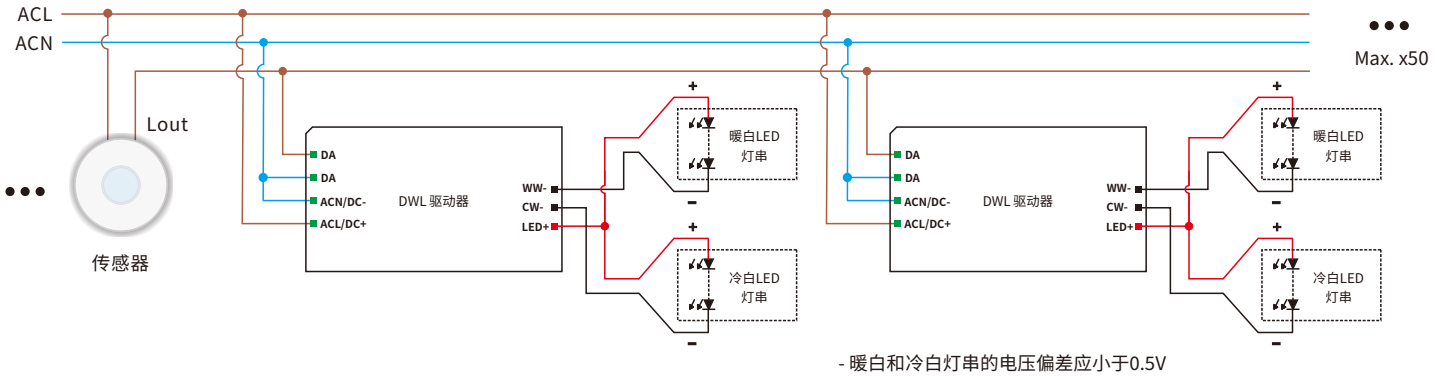 ACL
ACN
●●●
Max. x50
Lout
●●●
传感器
DA
DA
ACN/DC-
ACL/DC+
DWL 驱动器
WW-
CW-
LED+
+
暖白LED
灯串
-
+
冷白LED
灯串
-
DA
DA
ACN/DC-
ACL/DC+
DWL 驱动器
WW-
CW-
LED+
+
暖白LED
灯串
-
+
冷白LED
灯串
-
- 暖白和冷白灯串的电压偏差应小于0.5V